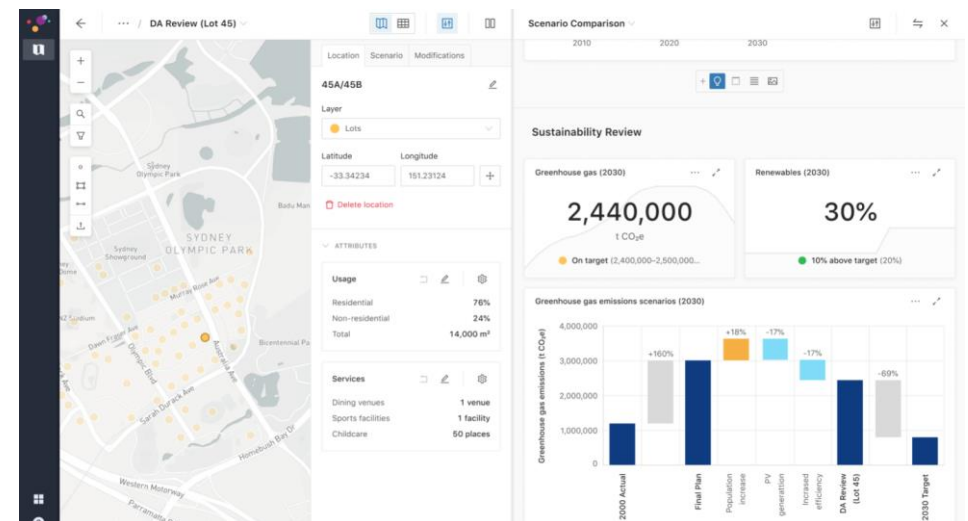 ··· / DA Review (Lot 45)
Sydney
Olympic Park
Badu Man
SYDNEY
OLYMPIC PARK
Sydney
Showground
Dome
Murray Rose Ave
Dawn Fraser Ave
Olympic Blvd
Australia Ave
Bicentennial Pa
Sarah Durack Ave
Homebush Bay Dr
Western Motorway
Parramatta
Location Scenario Modifications
45A/45B
Layer
Lots
Latitude Longitude
-33.34234 151.23124
Delete location
ATTRIBUTES
Usage
Residential 76%
Non-residential 24%
Total 14,000 m²
Services
Dining venues 1 venue
Sports facilities 1 facility
Childcare 50 places
Scenario Comparison
2010 2020 2030
Sustainability Review
Greenhouse gas (2030)
2,440,000
t CO₂e
On target (2,400,000–2,500,000...
Renewables (2030)
30%
10% above target (20%)
Greenhouse gas emissions scenarios (2030)
Greenhouse gas emissions (t CO₂e)
4,000,000
3,000,000
2,000,000
1,000,000
0
+160%
+18%
-17%
-17%
-69%
2000 Actual
Final Plan
Population
increase
PV
generattion
Incrased
efficiency
DA Review
(Lot 45)
2030 Target